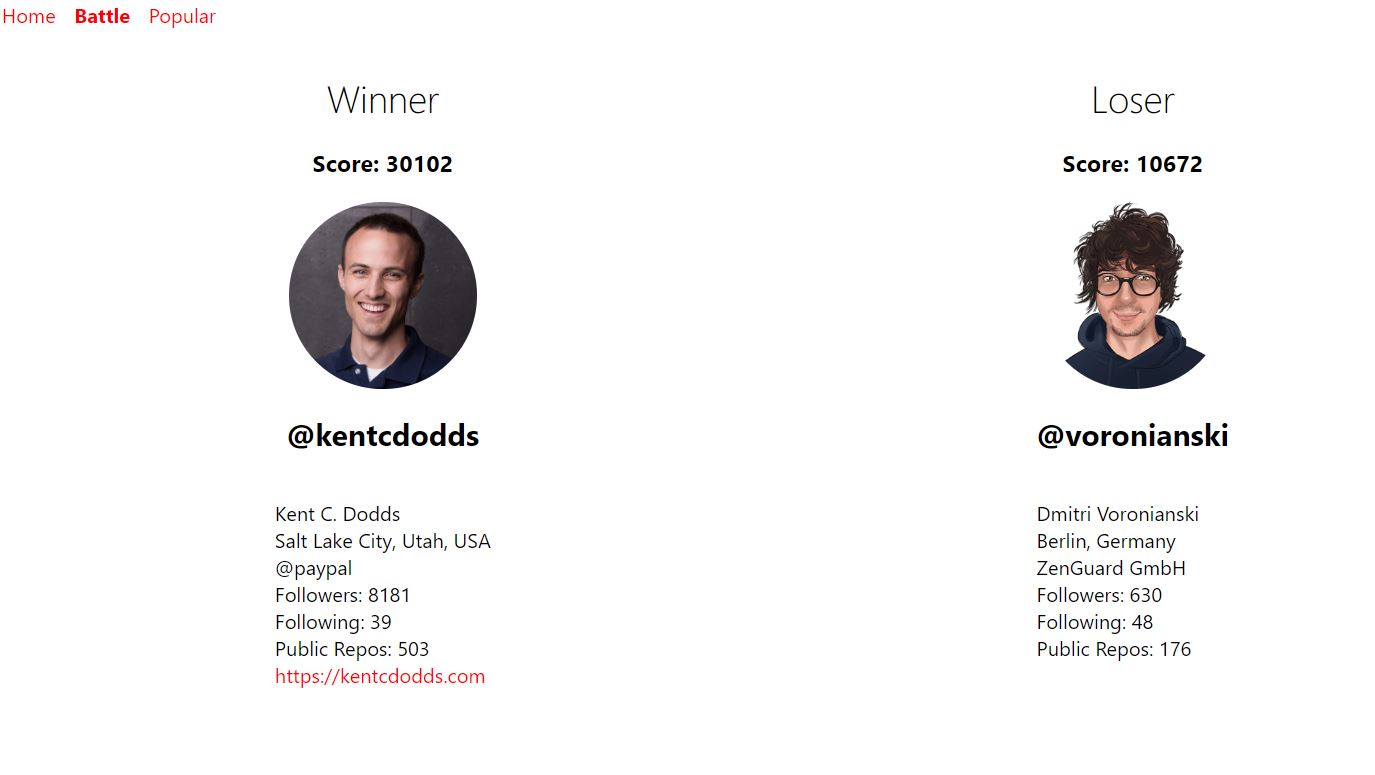 Home Battle Popular
Winner
Score: 30102
@kentcdodds
Kent C. Dodds
Salt Lake City, Utah, USA
@paypal
Followers: 8181
Following: 39
Public Repos: 503
https://kentcdodds.com
Loser
Score: 10672
@voronianski
Dmitri Voronianski
Berlin, Germany
ZenGuard GmbH
Followers: 630
Following: 48
Public Repos: 176